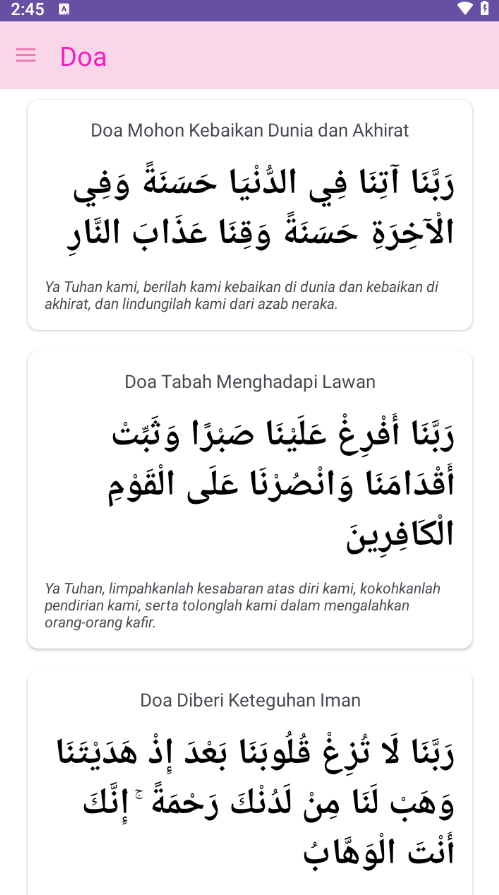 2:45
Doa
Doa Mohon Kebaikan Dunia dan Akhirat
رَبَّنَا آتِنَا فِي الدُّنْيَا حَسَنَةً وَفِي
الْآخِرَةِ حَسَنَةً وَقِنَا عَذَابَ النَّارِ
Ya Tuhan kami, berilah kami kebaikan di dunia dan kebaikan di
akhirat, dan lindungilah kami dari azab neraka.
Doa Tabah Menghadapi Lawan
رَبَّنَا أَفْرِغْ عَلَيْنَا صَبْرًا وَثَبِّتْ
أَقْدَامَنَا وَانْصُرْنَا عَلَى الْقَوْمِ
الْكَافِرِينَ
Ya Tuhan, limpahkanlah kesabaran atas diri kami, kokohkanlah
pendirian kami, serta tolonglah kami dalam mengalahkan
orang-orang kafir.
Doa Diberi Keteguhan Iman
رَبَّنَا لَا تُزِغْ قُلُوبَنَا بَعْدَ إِذْ هَدَيْتَنَا
وَهَبْ لَنَا مِنْ لَدُنْكَ رَحْمَةً ۚ إِنَّكَ
أَنْتَ الْوَهَّابُ